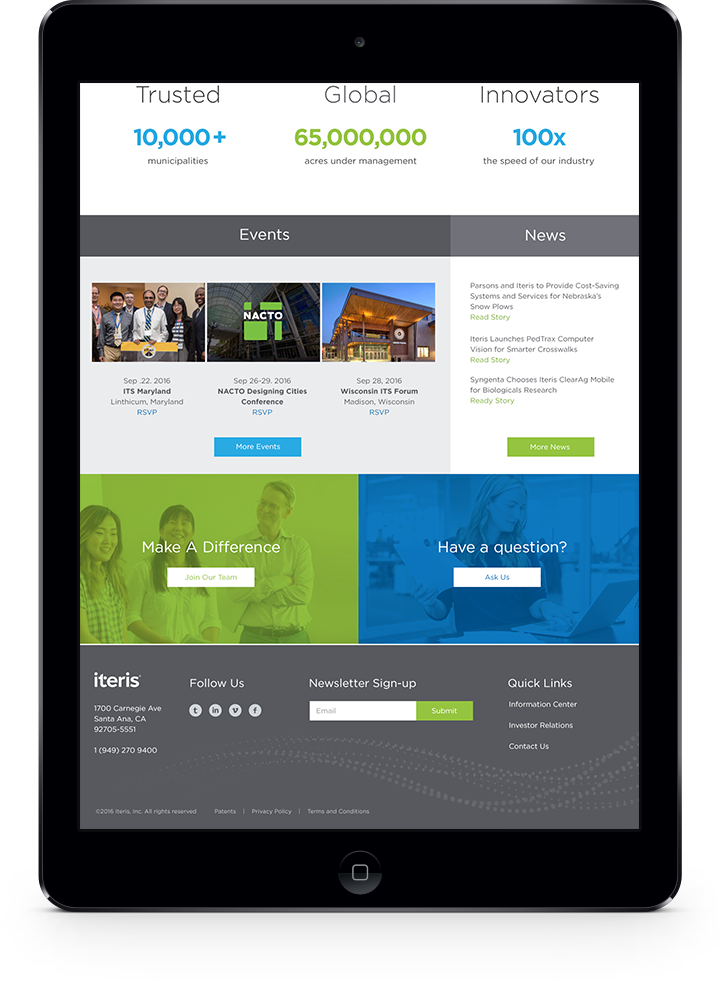 Trusted
10,000+
municipalities
Global
65,000,000
acres under management
Innovators
100x
the speed of our industry
Events
NACTO
Sep .22. 2016
ITS Maryland
Linthicum, Maryland
RSVP
Sep 26-29. 2016
NACTO Designing Cities
Conference
RSVP
Sep 28, 2016
Wisconsin ITS Forum
Madison, Wisconsin
RSVP
More Events
News
Parsons and Iteris to Provide Cost-Saving
Systems and Services for Nebraska's
Snow Plows
Read Story
Iteris Launches PedTrax Computer
Vision for Smarter Crosswalks
Read Story
Syngenta Chooses Iteris ClearAg Mobile
for Biologicals Research
Ready Story
More News
Make A Difference
Join Our Team
Have a question?
Ask Us
iteris
1700 Carnegie Ave
Santa Ana, CA
92705-5551
1 (949) 270 9400
Follow Us
Newsletter Sign-up
Email
Submit
Quick Links
Information Center
Investor Relations
Contact Us
©2016 Iteris, Inc. All rights reserved
Patents | Privacy Policy | Terms and Conditions